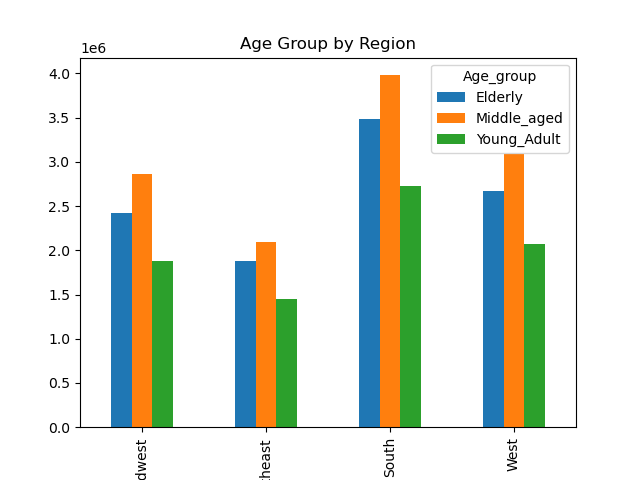 Age Group by Region
1e6
Age_group
Elderly
Middle_aged
Young_Adult
4.0
3.5
3.0
2.5
2.0
1.5
1.0
0.5
0.0
dwest
theast
South
West